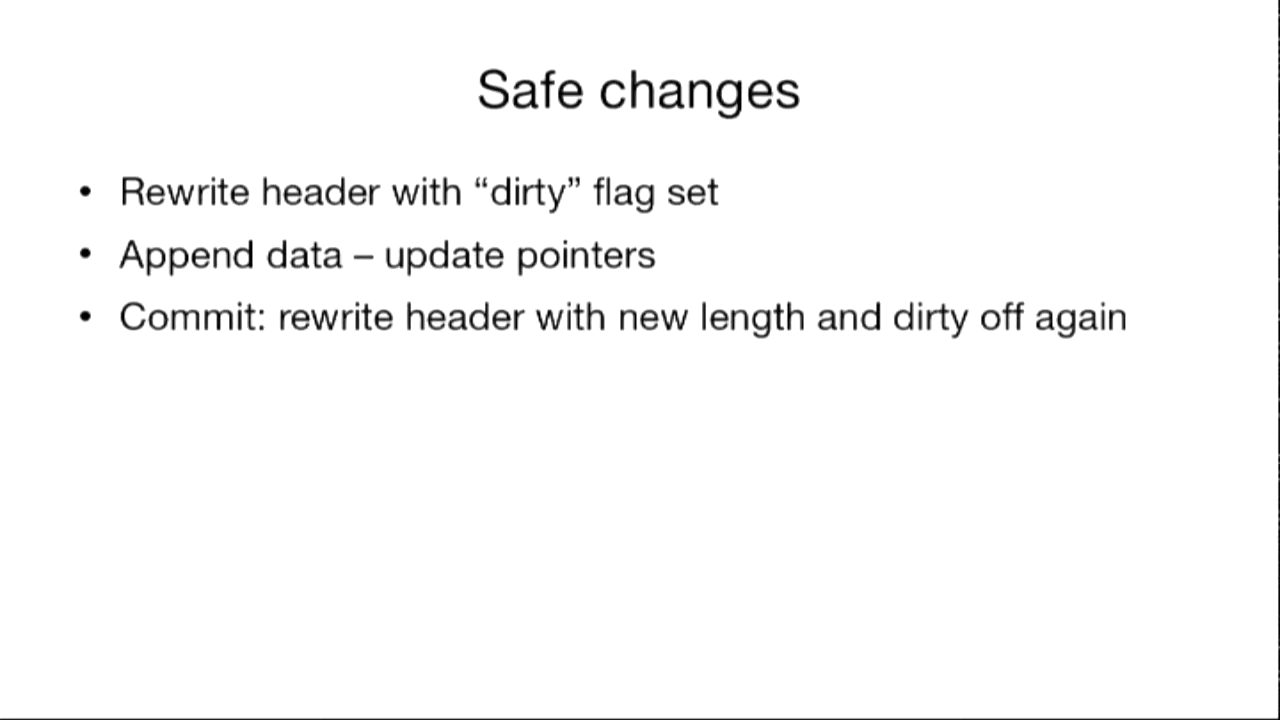 Safe changes
• Rewrite header with “dirty” flag set
• Append data – update pointers
• Commit: rewrite header with new length and dirty off again